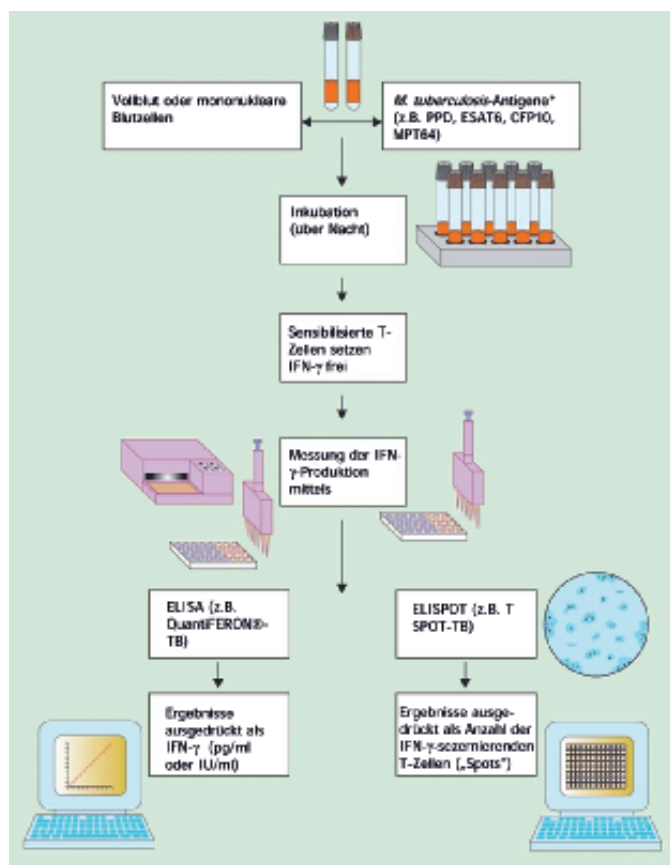 Vollblut oder mononukleare
Blutzellen
M. tuberculosis-Antigene*
(z.B. PPD, ESAT6, CFP10,
MPT64)
Inkubation
(über Nacht)
Sensibilisierte T-
Zellen setzen
IFN-γ frei
Messung der IFN-
γ-Produktion
mittels
ELISA (z.B.
QuantiFERON®-
TB)
ELISPOT (z.B. T
SPOT-TB)
Ergebnisse
ausgedrückt als
IFN-γ (pg/ml
oder IU/ml)
Ergebnisse ausge-
drückt als Anzahl der
IFN-γ-sezernierenden
T-Zellen („Spots”)